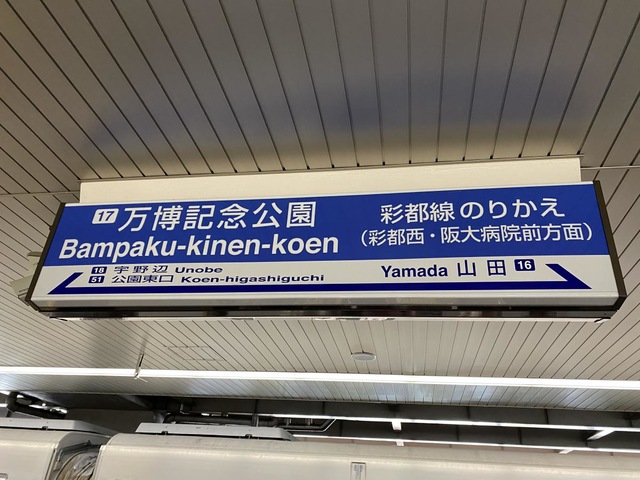 17 万博記念公園
Bampaku-kinen-koen
彩都線のりかえ
(彩都西・阪大病院前方面)
18 宇野辺 Unobe
51 公園東口 Koen-higashiguchi
Yamada 山田 16